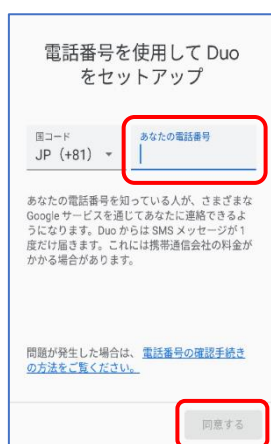 電話番号を使用して Duo
をセットアップ
国コード
JP（+81）
あなたの電話番号
あなたの電話番号を知っている人が、さまざまな
Google サービスを通じてあなたに連絡できるよ
うになります。Duo からは SMS メッセージが 1
度だけ届きます。これには携帯通信会社の料金が
かかる場合があります。
問題が発生した場合は、電話番号の確認手続き
の方法をご覧ください。
同意する